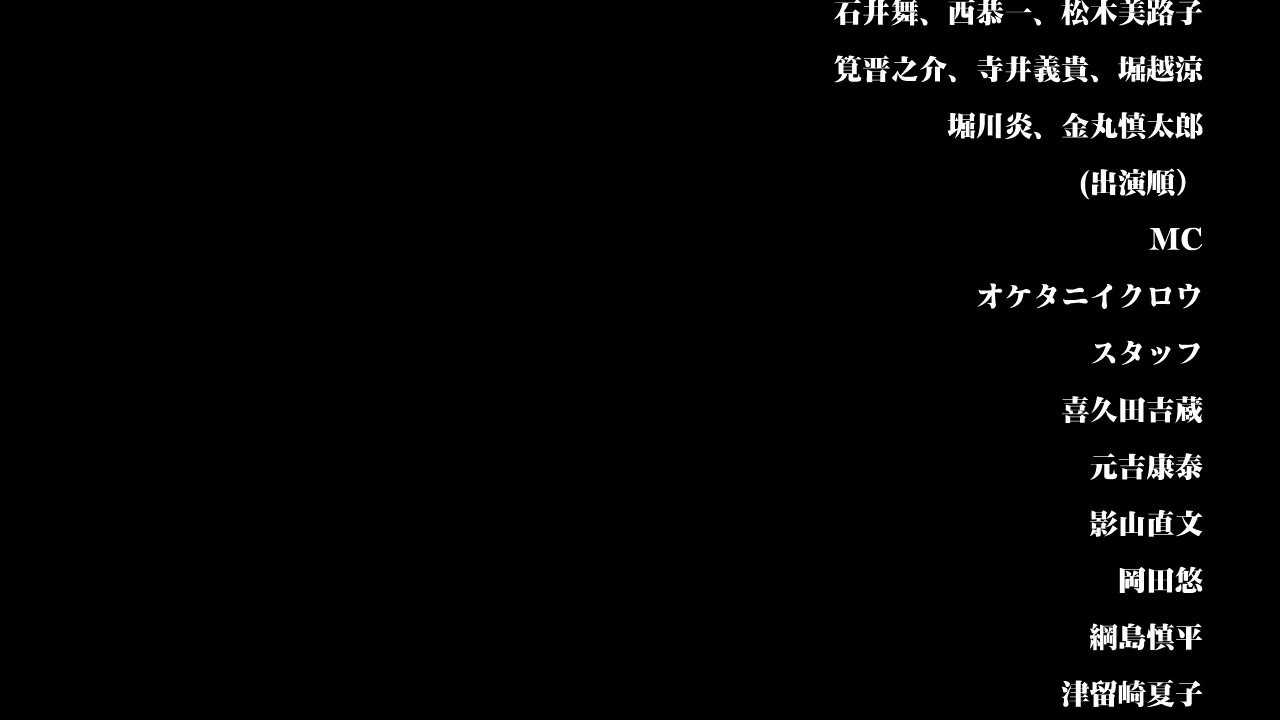 石井舞、西恭一、松木美路子
筧晋之介、寺井義貴、堀越涼
堀川炎、金丸慎太郎
(出演順）
MC
オケタニイクロウ
スタッフ
喜久田吉蔵
元吉康泰
影山直文
岡田悠
綱島慎平
津留崎夏子